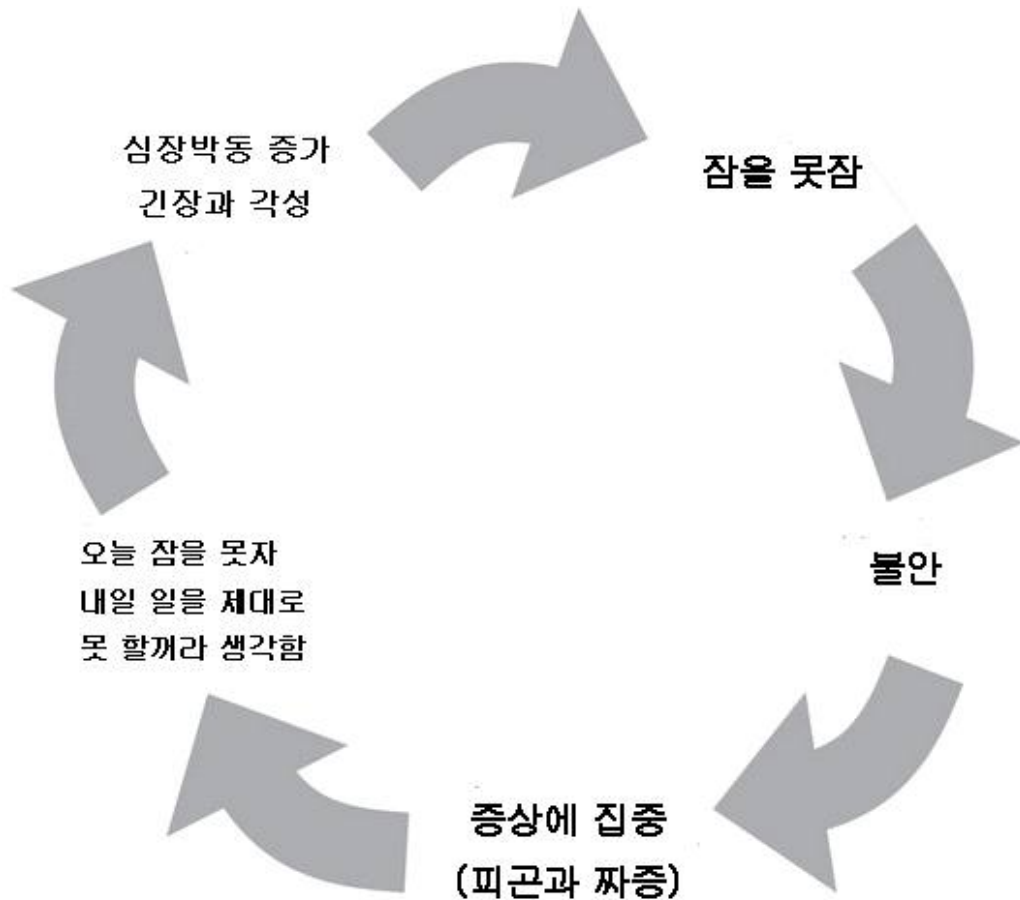 심장박동 증가
긴장과 각성
잠을 못잠
불안
증상에 집중
(피곤과 짜증)
오늘 잠을 못자
내일 일을 제대로
못 할꺼라 생각함